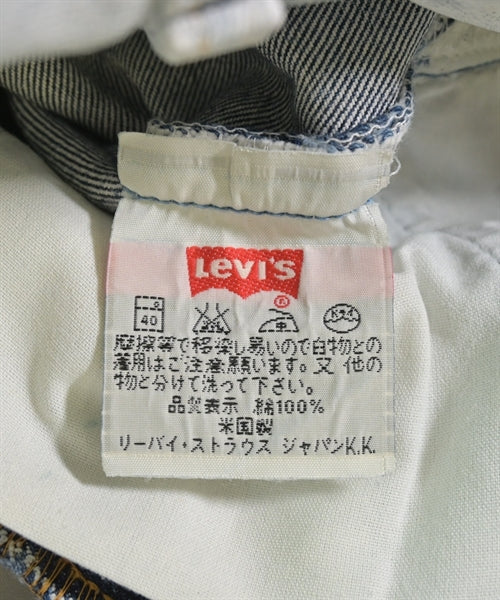 Levi's
40
ドライ
摩擦等で移染し易いので白物との
着用はご注意願います。又 他の
物と分けて洗って下さい。
品質表示 綿100%
米国製
リーバイ・ストラウス ジャパンK.K.